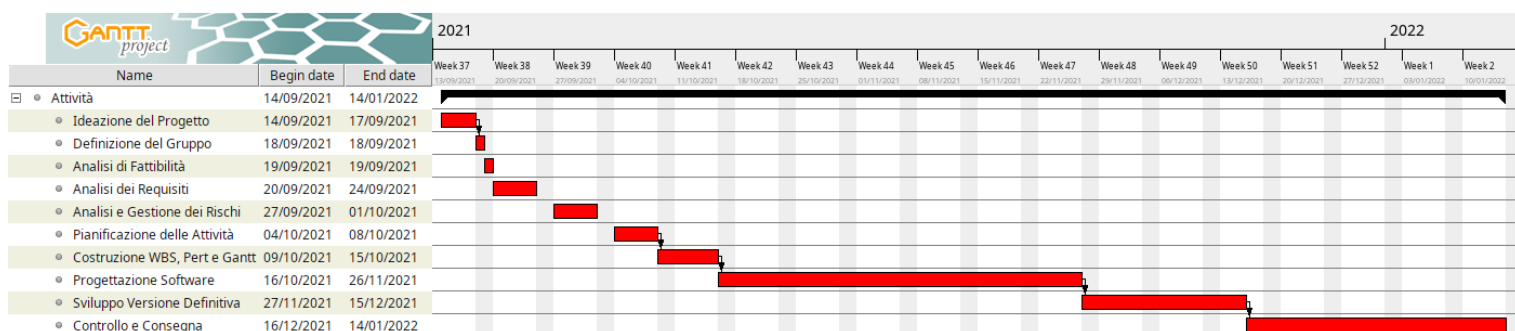 GANTT
project
2021 2022
Week 37 Week 38 Week 39 Week 40 Week 41 Week 42 Week 43 Week 44 Week 45 Week 46 Week 47 Week 48 Week 49 Week 50 Week 51 Week 52 Week 1 Week 2
Name Begin date End date 13/09/2021 20/09/2021 27/09/2021 04/10/2021 11/10/2021 18/10/2021 25/10/2021 01/11/2021 08/11/2021 15/11/2021 22/11/2021 29/11/2021 06/12/2021 13/12/2021 20/12/2021 27/12/2021 03/01/2022 10/01/2022
Attività 14/09/2021 14/01/2022
Ideazione del Progetto 14/09/2021 17/09/2021
Definizione del Gruppo 18/09/2021 18/09/2021
Analisi di Fattibilità 19/09/2021 19/09/2021
Analisi dei Requisiti 20/09/2021 24/09/2021
Analisi e Gestione dei Rischi 27/09/2021 01/10/2021
Pianificazione delle Attività 04/10/2021 08/10/2021
Costruzione WBS, Pert e Gantt 09/10/2021 15/10/2021
Progettazione Software 16/10/2021 26/11/2021
Sviluppo Versione Definitiva 27/11/2021 15/12/2021
Controllo e Consegna 16/12/2021 14/01/2022